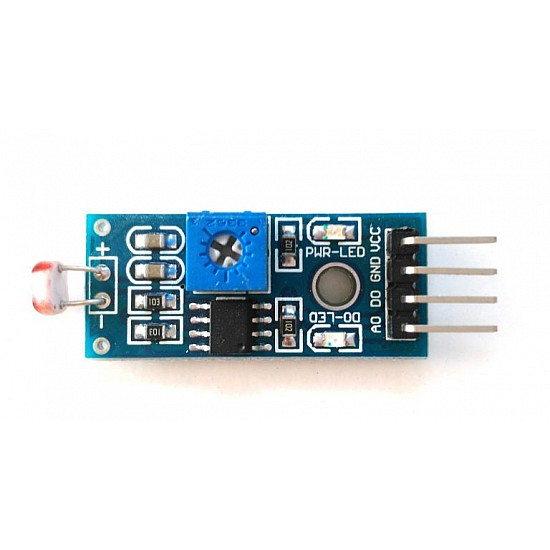 +
-
103
103
102
102
PWR-LED
DO-LED
VCC
GND
DO
AO